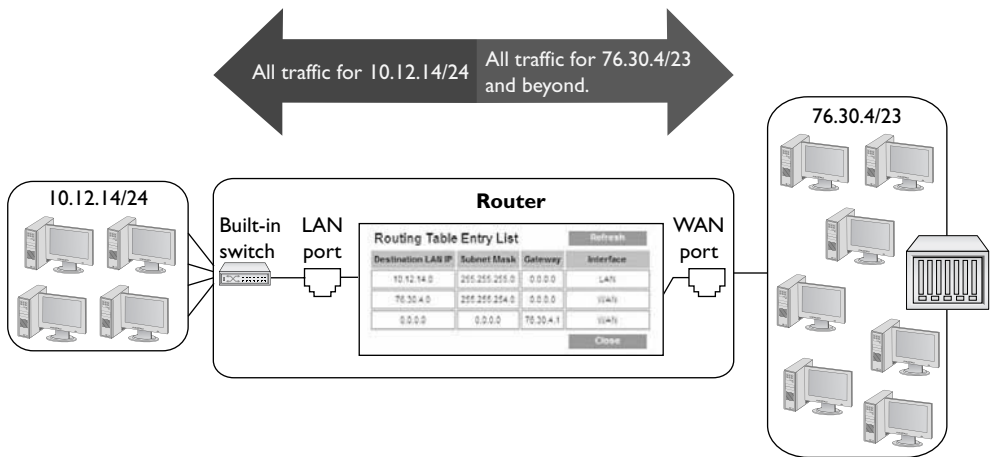 All traffic for 10.12.14/24
All traffic for 76.30.4/23
and beyond.
76.30.4/23
10.12.14/24
Router
Built-in
switch
LAN
port
WAN
port
Routing Table Entry List
Refresh
Destination LAN IP Subnet Mask Gateway Interface
10.12.14.0 255.255.255.0 0.0.0.0 LAN
76.30.4.0 255.255.254.0 0.0.0.0 WAN
0.0.0.0 0.0.0.0 76.30.4.1 WAN
Close